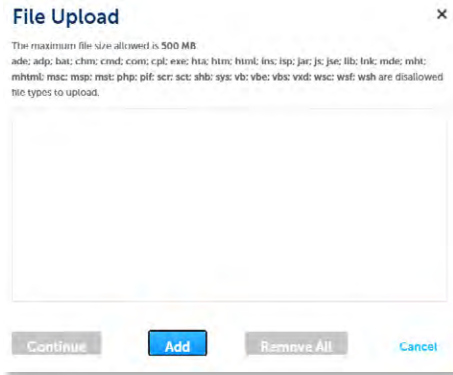 File Upload
×
The maximum file size allowed is 500 MB
ade; adp; bat; chm; cmd; com; cpl; exe; hta; htm; html; ins; isp; jar; js; jse; lib; lnk; mde; mht;
mhtml; msc; msp; mst; php; pif; scr; sct; shb; sys; vb; vbe; vbs; vxd; wsc; wsf; wsh are disallowed
file types to upload.
Continue Add Remove All Cancel